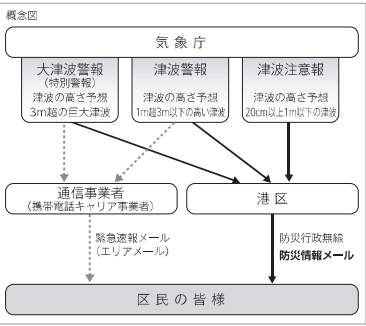 概念図
気象庁
大津波警報
(特別警報)
津波の高さ予想
3m超の巨大津波
津波警報
津波の高さ予想
1m超3m以下の高い津波
津波注意報
津波の高さ予想
20cm以上1m以下の津波
通信事業者
(携帯電話キャリア事業者)
港区
緊急速報メール
(エリアメール)
防災行政無線
防災情報メール
区民の皆様